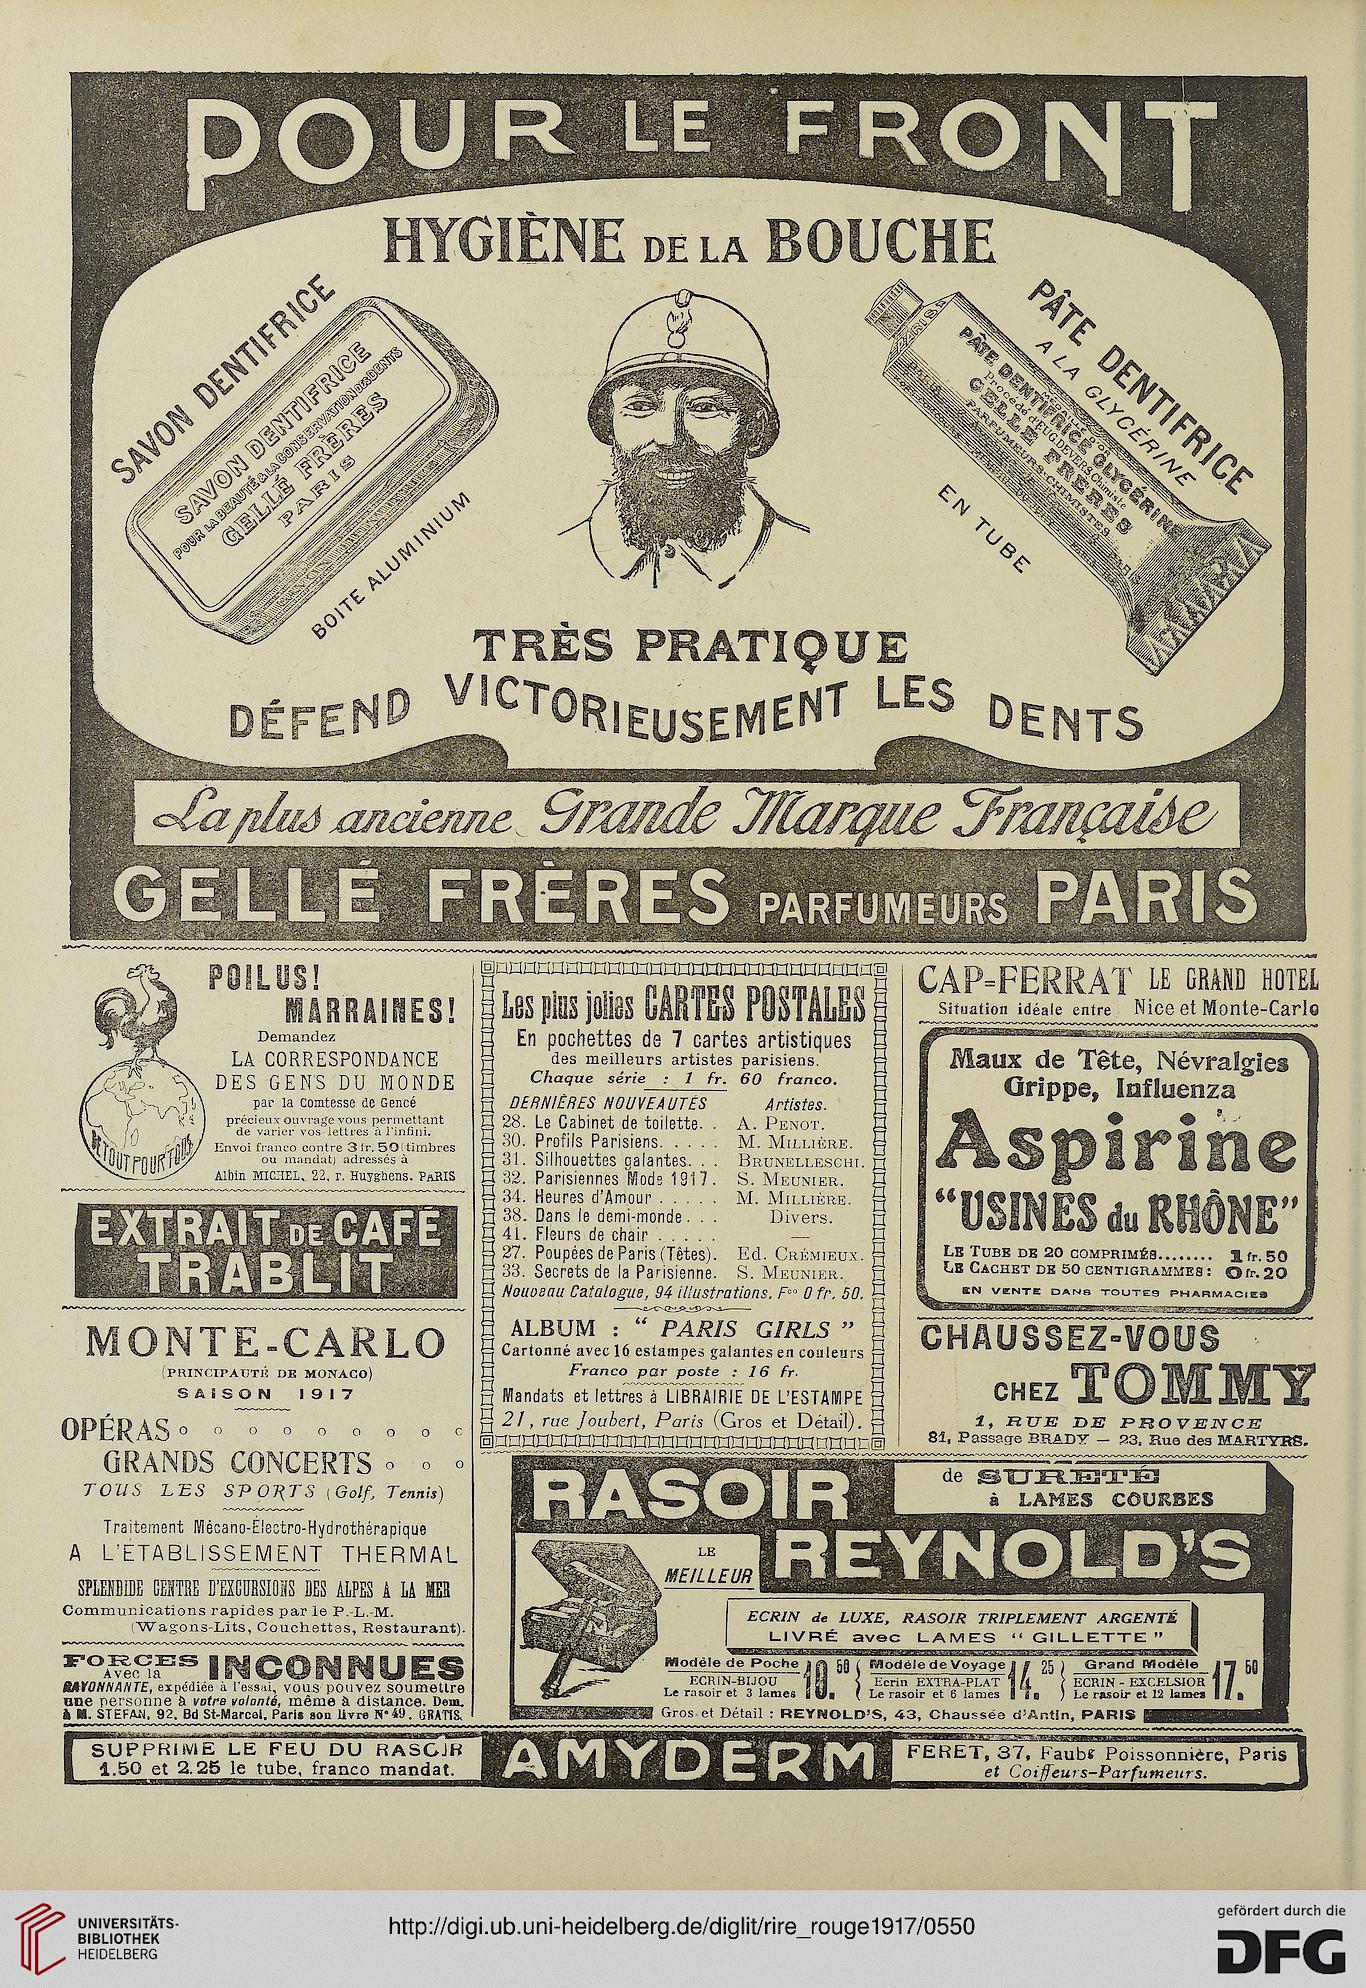 POUR LE FRONT
HYGIÈNE DE LA BOUCHE
SAVON DENTIFRICE
SAVON DENTIFRICE
POUR LA BEAUTÉ & LA CONSERVATION DES DENTS
GELLÉ FRÈRES
PARIS
BOITE ALUMINIUM
PÂTE DENTIFRICE
A LA GLYCÉRINE
PARIS
PÂTE DENTIFRICE GLYCÉRINE
Procédé d'EUG. DEVERS Chimiste
GELLÉ FRÈRES
PARFUMEURS-CHIMISTES
EN TUBE
TRÈS PRATIQUE
DÉFEND VICTORIEUSEMENT LES DENTS
La plus ancienne Grande Marque Française
GELLÉ FRÈRES PARFUMEURS PARIS
POILUS!
MARRAINES!
Demandez
LA CORRESPONDANCE
DES GENS DU MONDE
par la Comtesse de Gencé
précieux ouvrage vous permettant
de varier vos lettres à l'infini.
Envoi franco contre 3 fr. 50 (timbres
ou mandat) adressés à
Albin MICHEL, 22, r. Huyghens. PARIS
DE TOUT POUR TOUS
EXTRAIT DE CAFÉ
TRABLIT
MONTE-CARLO
(PRINCIPAUTÉ DE MONACO)
SAISON 1917
OPÉRAS
GRANDS CONCERTS
TOUS LES SPORTS (Golf, Tennis)
Traitement Mécano-Électro-Hydrothérapique
A L'ÉTABLISSEMENT THERMAL
SPLENDIDE CENTRE D'EXCURSIONS DES ALPES A LA MER
Communications rapides par le P.-L.-M.
(Wagons-Lits, Couchettes, Restaurant).
FORCES INCONNUES
Avec la
RAYONNANTE, expédiée à l'essai, vous pouvez soumettre
une personne à votre volonté, même à distance. Dem.
à M. STEFAN, 92, Bd St-Marcel, Paris son livre N° 49. GRATIS.
Les plus jolies CARTES POSTALES
En pochettes de 7 cartes artistiques
des meilleurs artistes parisiens.
Chaque série : 1 fr. 60 franco.
DERNIÈRES NOUVEAUTÉS Artistes.
28. Le Cabinet de toilette. . A. PENOT.
30. Profils Parisiens. . . . . M. MILLIÈRE.
31. Silhouettes galantes. . . BRUNELLESCHI.
32. Parisiennes Mode 1917. S. MEUNIER.
34. Heures d'Amour . . . . . M. MILLIÈRE.
38. Dans le demi-monde. . . Divers.
41. Fleurs de chair . . . . . —
27. Poupées de Paris (Têtes). Ed. CRÉMIEUX.
33. Secrets de la Parisienne. S. MEUNIER.
Nouveau Catalogue, 94 illustrations, Fco 0 fr. 50.
ALBUM : " PARIS GIRLS "
Cartonné avec 16 estampes galantes en couleurs
Franco par poste : 16 fr.
Mandats et lettres à LIBRAIRIE DE L'ESTAMPE
21, rue Joubert, Paris (Gros et Détail).
CAP=FERRAT LE GRAND HOTEL
Situation idéale entre Nice et Monte-Carlo
Maux de Tête, Névralgies
Grippe, Influenza
Aspirine
"USINES du RHÔNE"
LE TUBE DE 20 COMPRIMÉS........ 1 fr. 50
LE CACHET DE 50 CENTIGRAMMES: 0 fr. 20
EN VENTE DANS TOUTES PHARMACIES
CHAUSSEZ-VOUS
CHEZ TOMMY
1, RUE DE PROVENCE
81, Passage BRADY — 23, Rue des MARTYRS.
RASOIR de SURETÉ
à LAMES COURBES
LE MEILLEUR REYNOLD'S
ECRIN de LUXE, RASOIR TRIPLEMENT ARGENTÉ
LIVRÉ avec LAMES "GILLETTE"
Modèle de Poche
ECRIN-BIJOU
Le rasoir et 3 lames 10.50
Modèle de Voyage
Ecrin EXTRA-PLAT
Le rasoir et 6 lames 14.25
Grand Modèle
ECRIN - EXCELSIOR
Le rasoir et 12 lames 17.50
Gros et Détail : REYNOLD'S, 43, Chaussée d'Antin, PARIS
SUPPRIME LE FEU DU RASOIR
1.50 et 2.25 le tube, franco mandat.
AMYDERM
FERET, 37, Faubg Poissonnière, Paris
et Coiffeurs-Parfumeurs.
UNIVERSITÄTS-
BIBLIOTHEK
HEIDELBERG
http://digi.ub.uni-heidelberg.de/diglit/rire_rouge1917/0550
gefördert durch die
DFG